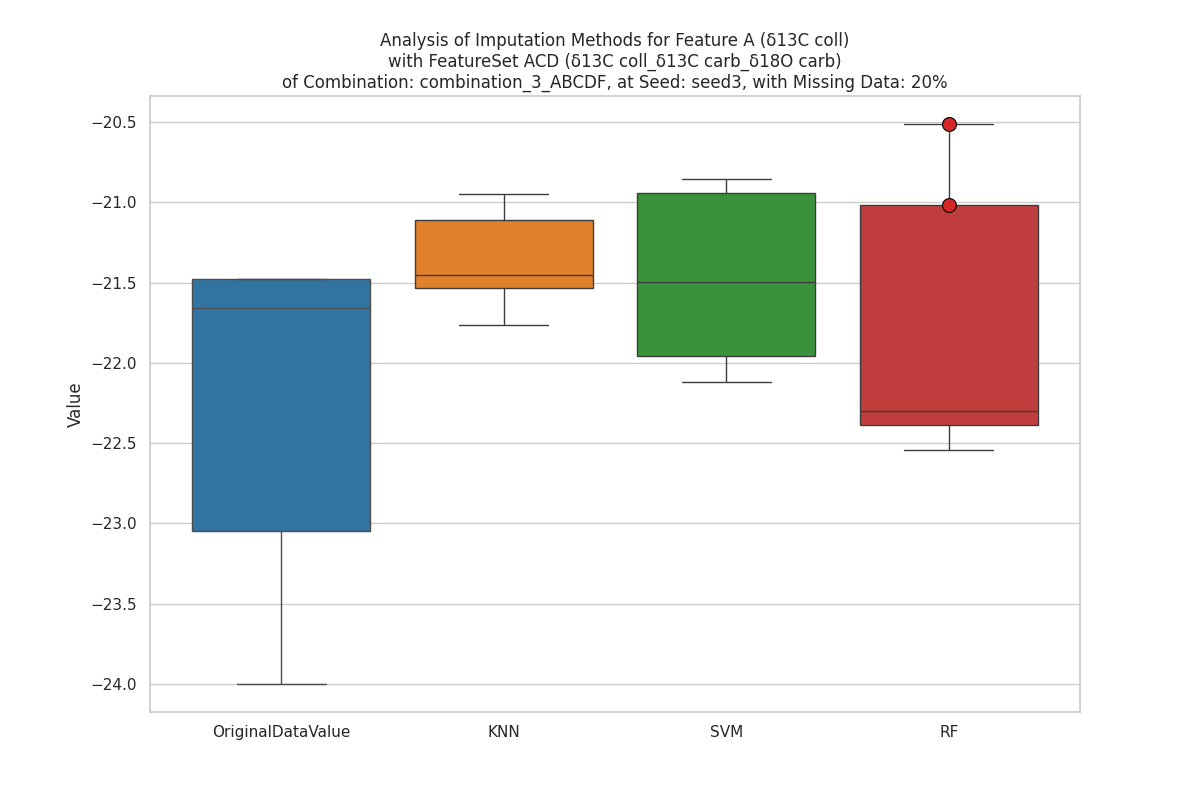 Analysis of Imputation Methods for Feature A (δ13C coll)
with FeatureSet ACD (δ13C coll_δ13C carb_δ18O carb)
of Combination: combination_3_ABCDF, at Seed: seed3, with Missing Data: 20%
−20.5
−21.0
−21.5
−22.0
−22.5
−23.0
−23.5
−24.0
Value
OriginalDataValue
KNN
SVM
RF